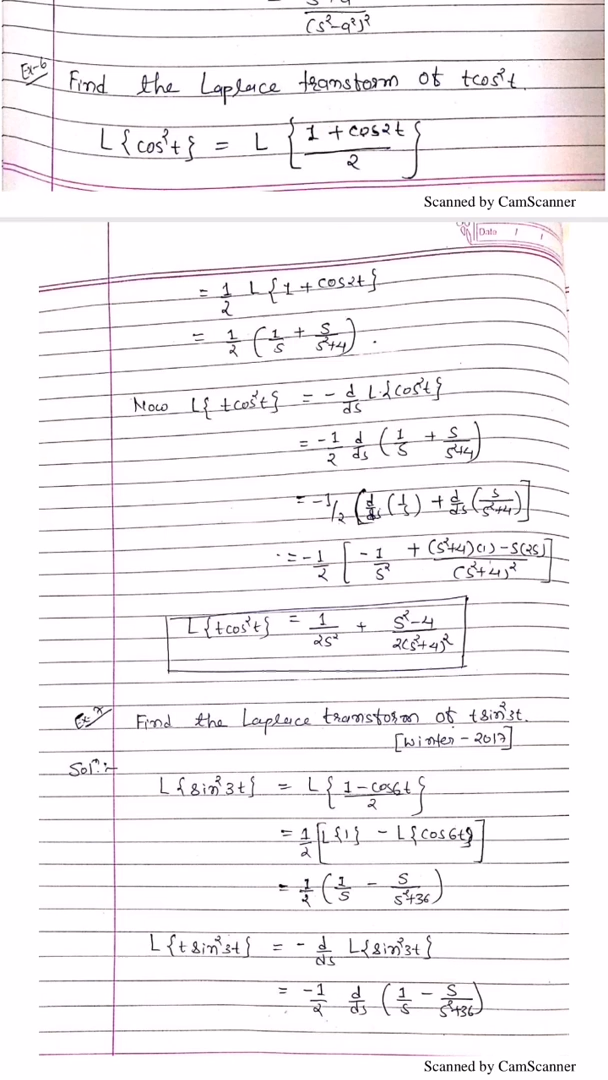 (s²-a²)²
Ex-6 Find the Laplace transform of tcos²t.
L{cos²t} = L {1+cos2t/2}
Scanned by CamScanner
Date / /
= 1/2 L{1+cos2t}
= 1/2 (1/s + s/s²+4).
Now L{tcos²t} = - d/ds L{cos²t}
= -1/2 d/ds (1/s + s/s²+4)
= -1/2 [d/ds (1/s) + d/ds (s/s²+4)]
= -1/2 [-1/s² + (s²+4)(1)-s(2s)/(s²+4)²]
L{tcos²t} = 1/2s² + s²-4/2(s²+4)²
Ex-7 Find the Laplace transform of tsin²3t.
[Winter-2017]
Solⁿ:-
L{sin²3t} = L{1-cos6t/2}
= 1/2 [L{1} - L{cos6t}]
= 1/2 (1/s - s/s²+36)
L{tsin²3t} = - d/ds L{sin²3t}
= -1/2 d/ds (1/s - s/s²+36)
Scanned by CamScanner